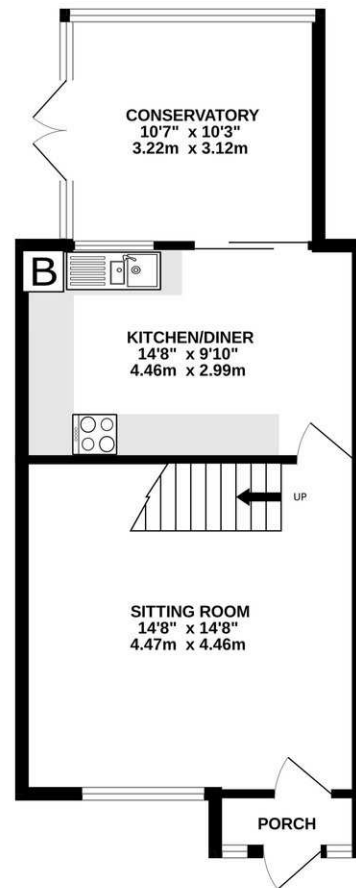 CONSERVATORY
10'7" x 10'3"
3.22m x 3.12m
B
KITCHEN/DINER
14'8" x 9'10"
4.46m x 2.99m
UP
SITTING ROOM
14'8" x 14'8"
4.47m x 4.46m
PORCH